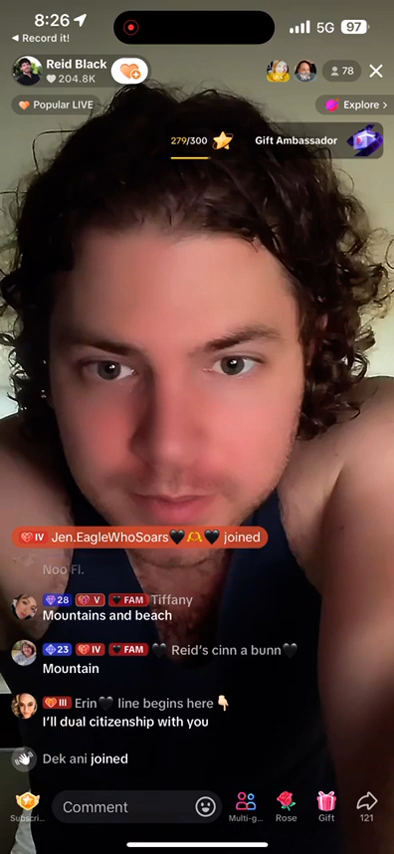 8:26
5G 97
◄ Record it!
Reid Black
204.8K
78
Popular LIVE
Explore >
279/300
Gift Ambassador
IV Jen.EagleWhoSoars🖤🫶🖤 joined
Noo Fl.
28 V FAM Tiffany
Mountains and beach
23 IV FAM 🖤 Reid's cinn a bunn🖤
Mountain
III Erin🖤 line begins here 👇🏻
I'll dual citizenship with you
Dek ani joined
Subscri...
Comment
Multi-g...
Rose
Gift
121